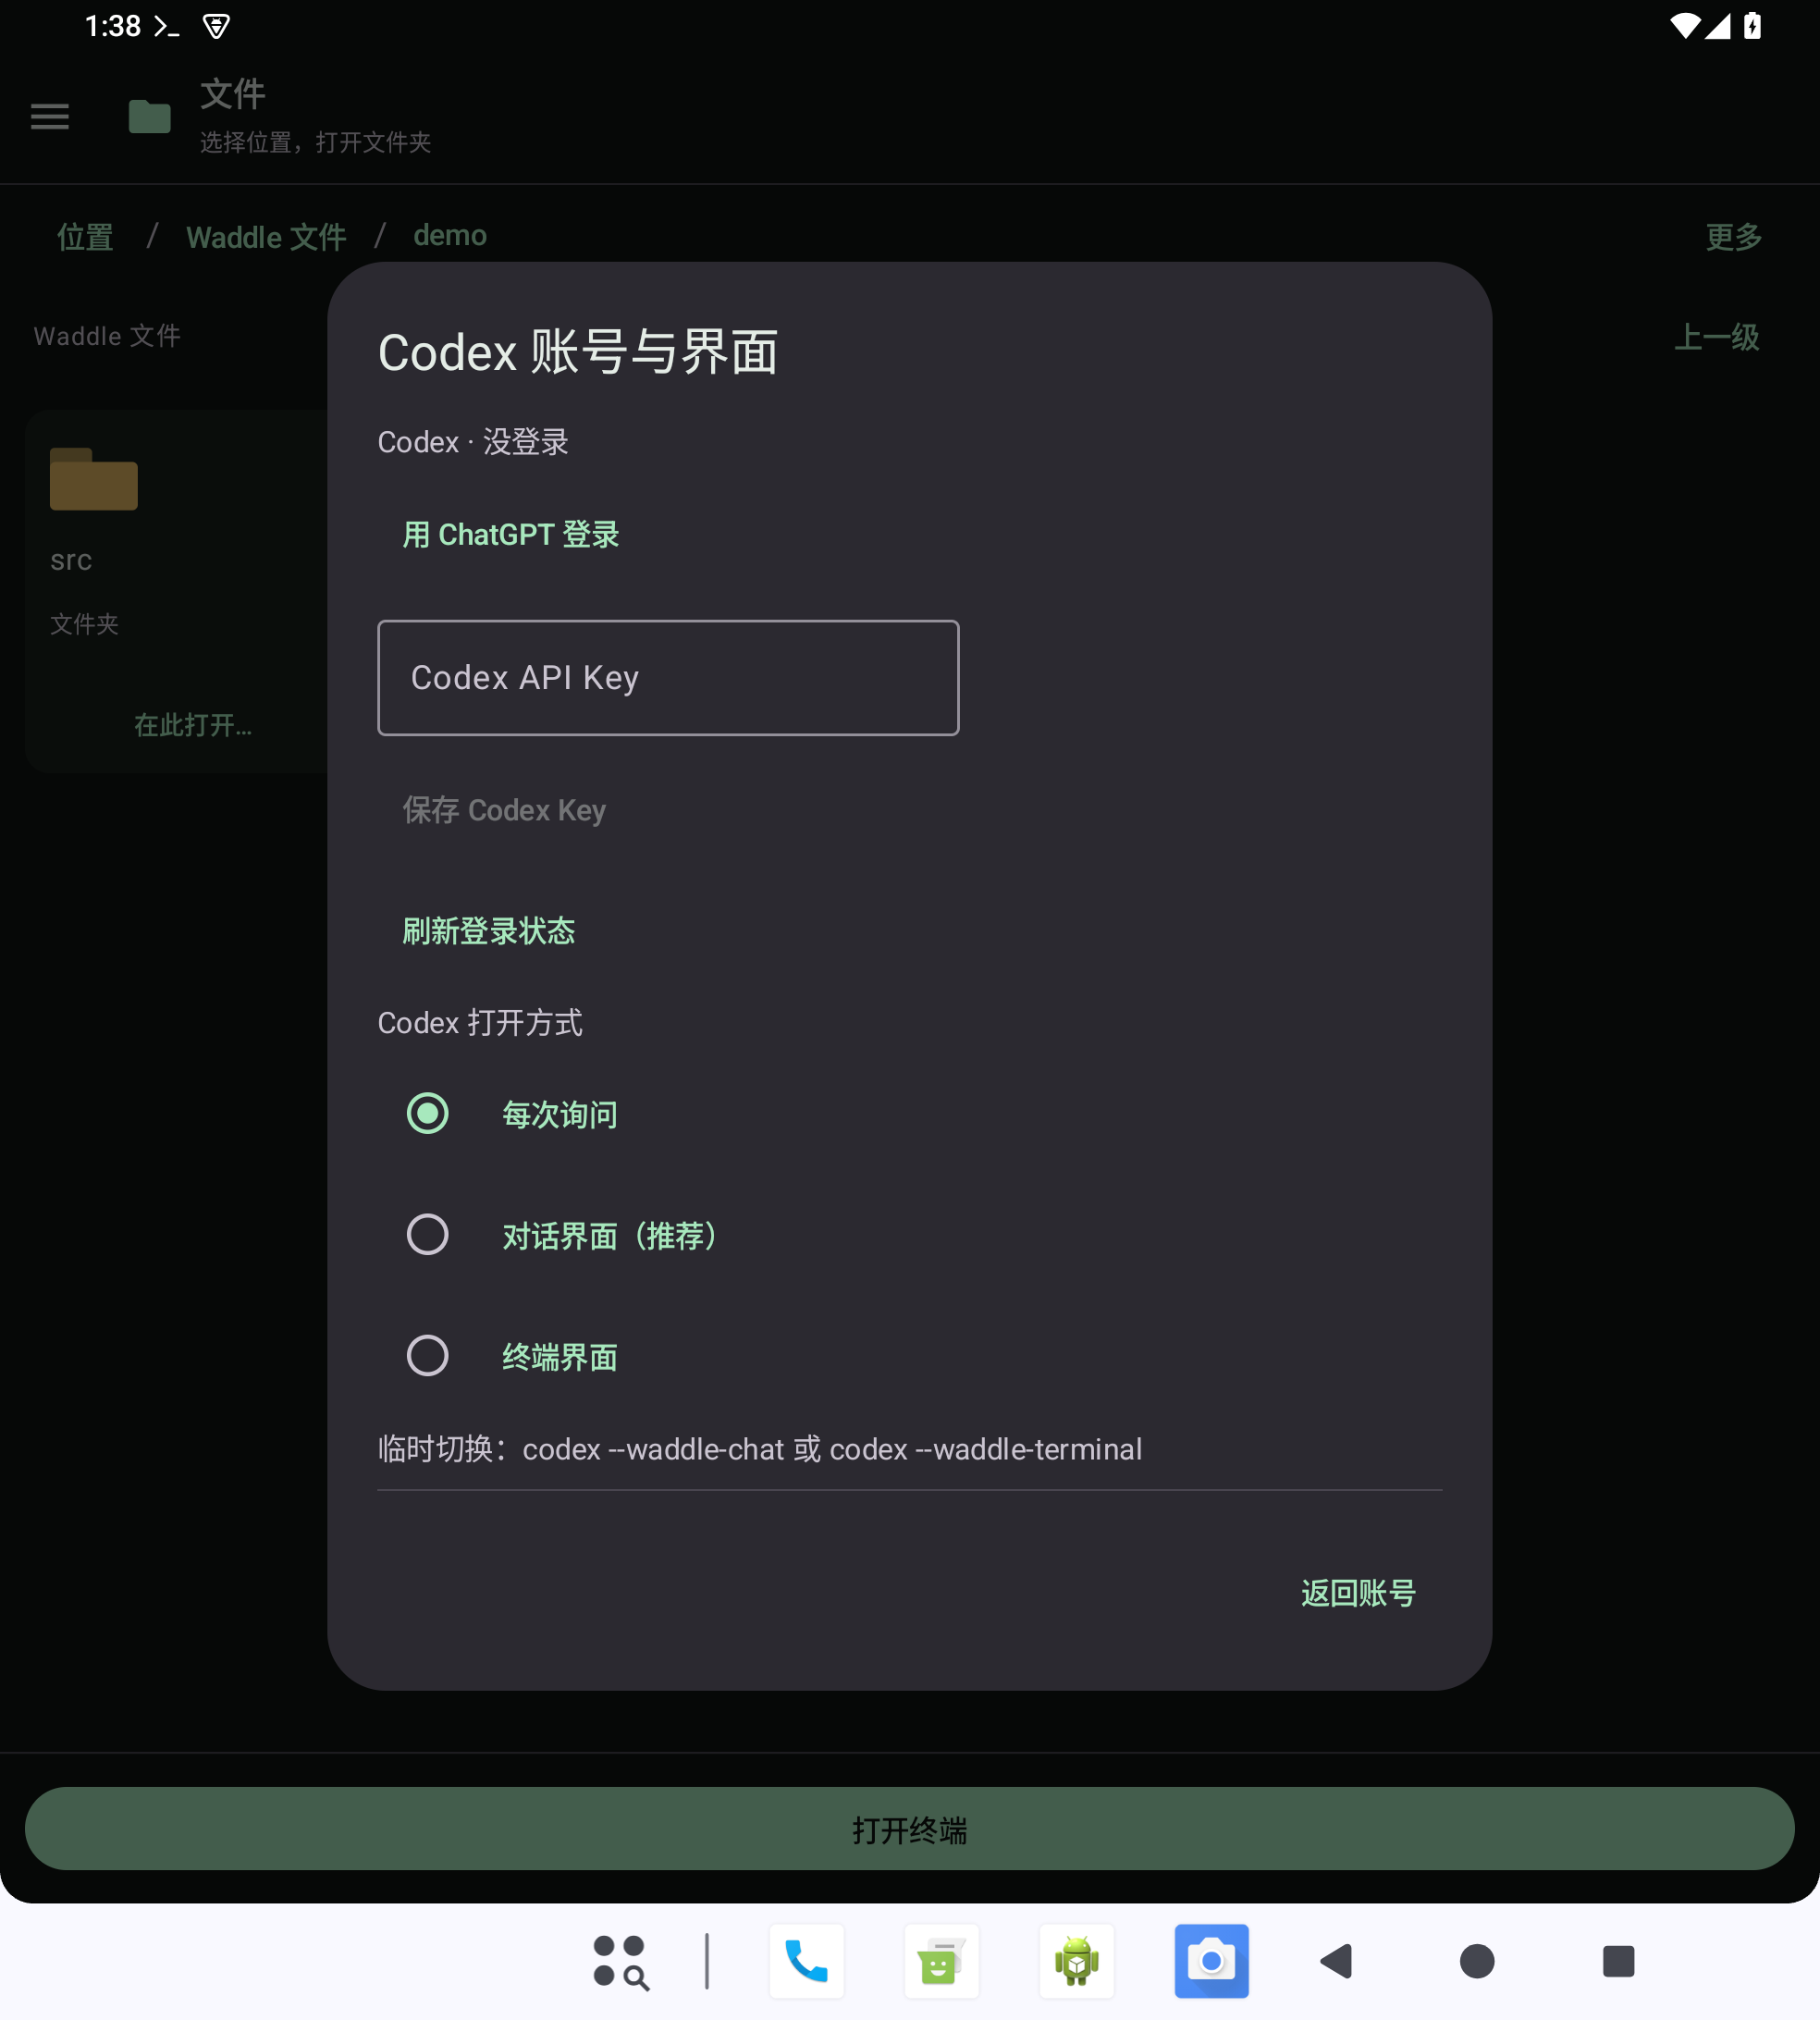 1:38
文件
选择位置，打开文件夹
位置 / Waddle 文件 / demo
更多
Waddle 文件
上一级
src
文件夹
在此打开...
Codex 账号与界面
Codex · 没登录
用 ChatGPT 登录
Codex API Key
保存 Codex Key
刷新登录状态
Codex 打开方式
每次询问
对话界面（推荐）
终端界面
临时切换：codex --waddle-chat 或 codex --waddle-terminal
返回账号
打开终端